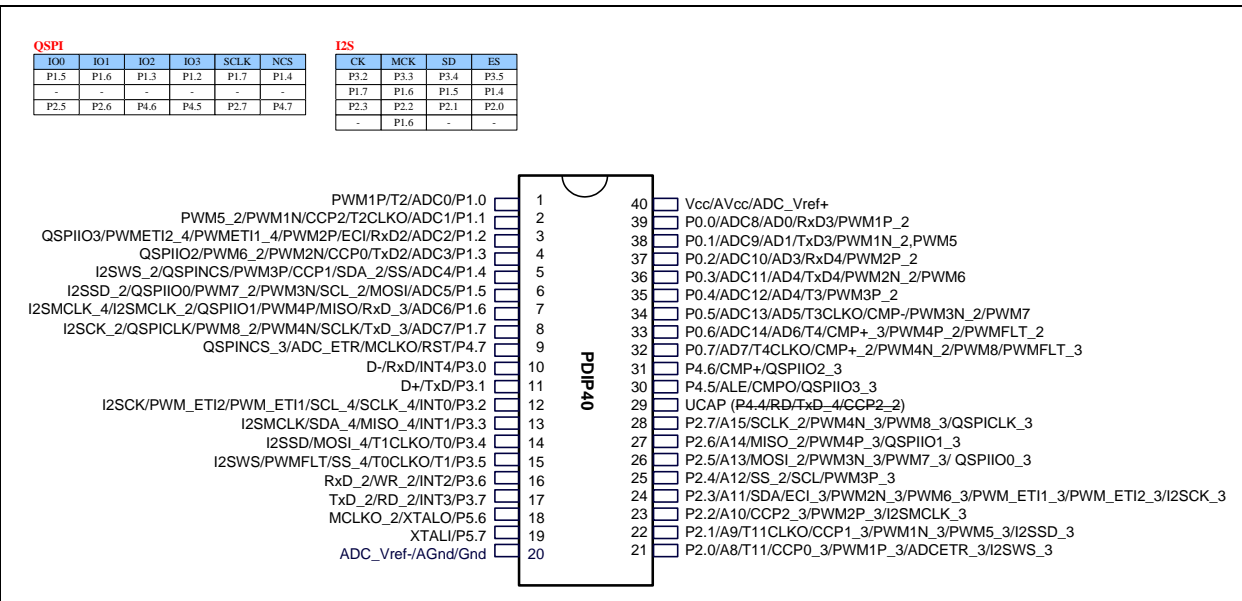 QSPI
IO0 IO1 IO2 IO3 SCLK NCS
P1.5 P1.6 P1.3 P1.2 P1.7 P1.4
- - - - - -
P2.5 P2.6 P4.6 P4.5 P2.7 P4.7
I2S
CK MCK SD ES
P3.2 P3.3 P3.4 P3.5
P1.7 P1.6 P1.5 P1.4
P2.3 P2.2 P2.1 P2.0
- P1.6 - -
PWM1P/T2/ADC0/P1.0 1
PWM5_2/PWM1N/CCP2/T2CLKO/ADC1/P1.1 2
QSPIIO3/PWMETI2_4/PWMETI1_4/PWM2P/ECI/RxD2/ADC2/P1.2 3
QSPIIO2/PWM6_2/PWM2N/CCP0/TxD2/ADC3/P1.3 4
I2SWS_2/QSPINCS/PWM3P/CCP1/SDA_2/SS/ADC4/P1.4 5
I2SSD_2/QSPIIO0/PWM7_2/PWM3N/SCL_2/MOSI/ADC5/P1.5 6
I2SMCLK_4/I2SMCLK_2/QSPIIO1/PWM4P/MISO/RxD_3/ADC6/P1.6 7
I2SCK_2/QSPICLK/PWM8_2/PWM4N/SCLK/TxD_3/ADC7/P1.7 8
QSPINCS_3/ADC_ETR/MCLKO/RST/P4.7 9
D-/RxD/INT4/P3.0 10
D+/TxD/P3.1 11
I2SCK/PWM_ETI2/PWM_ETI1/SCL_4/SCLK_4/INT0/P3.2 12
I2SMCLK/SDA_4/MISO_4/INT1/P3.3 13
I2SSD/MOSI_4/T1CLKO/T0/P3.4 14
I2SWS/PWMFLT/SS_4/T0CLKO/T1/P3.5 15
RxD_2/WR_2/INT2/P3.6 16
TxD_2/RD_2/INT3/P3.7 17
MCLKO_2/XTALO/P5.6 18
XTALI/P5.7 19
ADC_Vref-/AGnd/Gnd 20
PDIP40
40 Vcc/AVcc/ADC_Vref+
39 P0.0/ADC8/AD0/RxD3/PWM1P_2
38 P0.1/ADC9/AD1/TxD3/PWM1N_2,PWM5
37 P0.2/ADC10/AD3/RxD4/PWM2P_2
36 P0.3/ADC11/AD4/TxD4/PWM2N_2/PWM6
35 P0.4/ADC12/AD4/T3/PWM3P_2
34 P0.5/ADC13/AD5/T3CLKO/CMP-/PWM3N_2/PWM7
33 P0.6/ADC14/AD6/T4/CMP+_3/PWM4P_2/PWMFLT_2
32 P0.7/AD7/T4CLKO/CMP+_2/PWM4N_2/PWM8/PWMFLT_3
31 P4.6/CMP+/QSPIIO2_3
30 P4.5/ALE/CMPO/QSPIIO3_3
29 UCAP (P4.4/RD/TxD_4/CCP2_2)
28 P2.7/A15/SCLK_2/PWM4N_3/PWM8_3/QSPICLK_3
27 P2.6/A14/MISO_2/PWM4P_3/QSPIIO1_3
26 P2.5/A13/MOSI_2/PWM3N_3/PWM7_3/ QSPIIO0_3
25 P2.4/A12/SS_2/SCL/PWM3P_3
24 P2.3/A11/SDA/ECI_3/PWM2N_3/PWM6_3/PWM_ETI1_3/PWM_ETI2_3/I2SCK_3
23 P2.2/A10/CCP2_3/PWM2P_3/I2SMCLK_3
22 P2.1/A9/T11CLKO/CCP1_3/PWM1N_3/PWM5_3/I2SSD_3
21 P2.0/A8/T11/CCP0_3/PWM1P_3/ADCETR_3/I2SWS_3